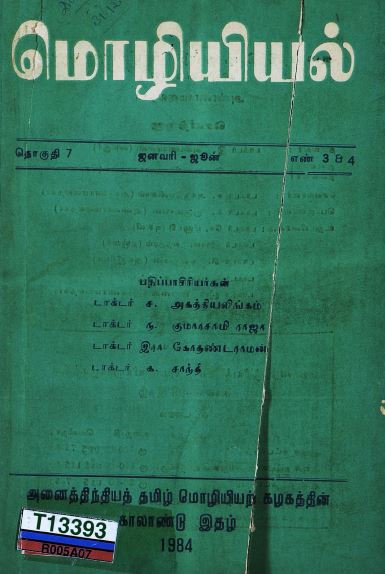 மொழியியல்
தொகுதி 7 ஜனவரி - ஜூன் எண் 3&4
பதிப்பாசிரியர்கள்
டாக்டர் ச. அகத்தியலிங்கம்
டாக்டர் ந. குமாரசாமி ராஜா
டாக்டர் இரா கோதண்டராமன்
டாக்டர் க. சாந்தி
அனைத்திந்தியத் தமிழ் மொழியியற் கழகத்தின்
காலாண்டு இதழ்
1984
T13393
R005A07